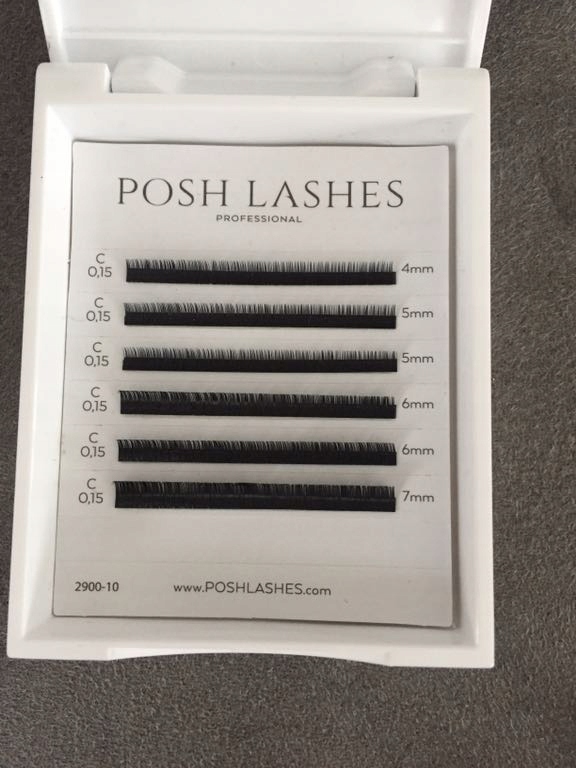 POSH LASHES
PROFESSIONAL
C
0,15
4mm
C
0,15
5mm
C
0,15
5mm
C
0,15
6mm
C
0,15
6mm
C
0,15
7mm
2900-10
www.POSHLASHES.com